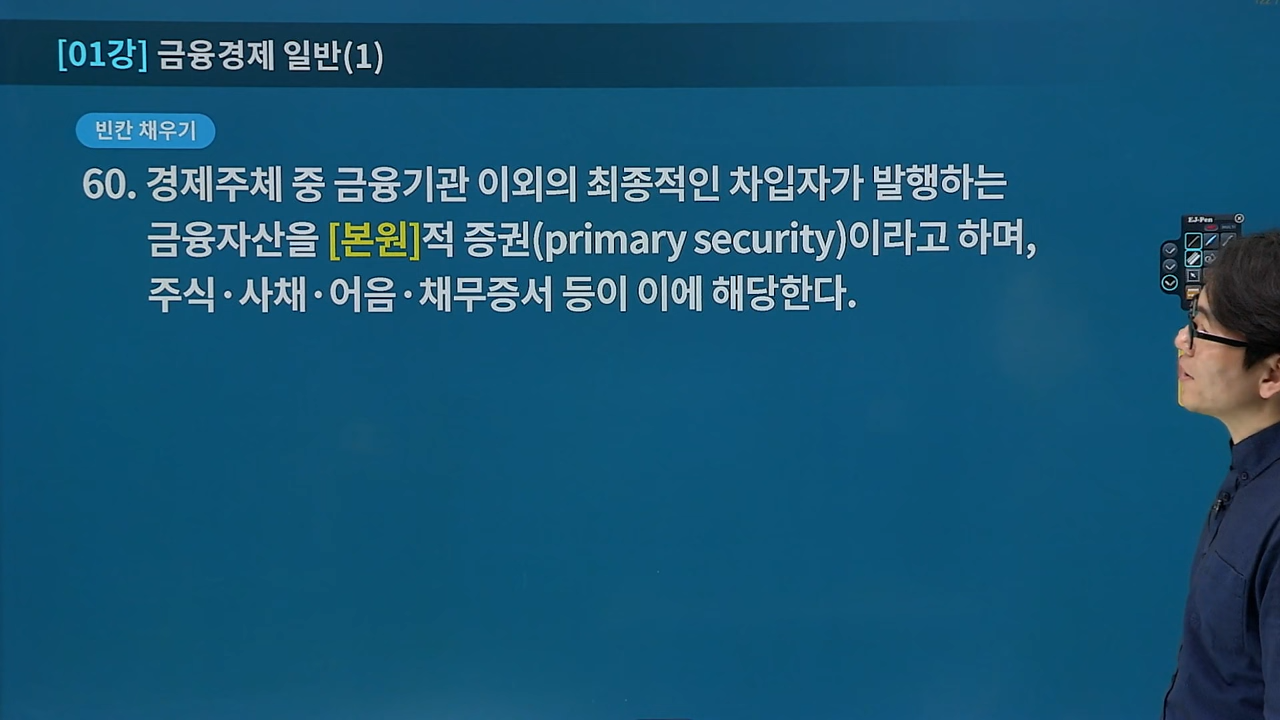 [01강] 금융경제 일반(1)
빈칸 채우기
60. 경제주체 중 금융기관 이외의 최종적인 차입자가 발행하는
금융자산을 [본원]적 증권(primary security)이라고 하며,
주식·사채·어음·채무증서 등이 이에 해당한다.
EJ-Pen